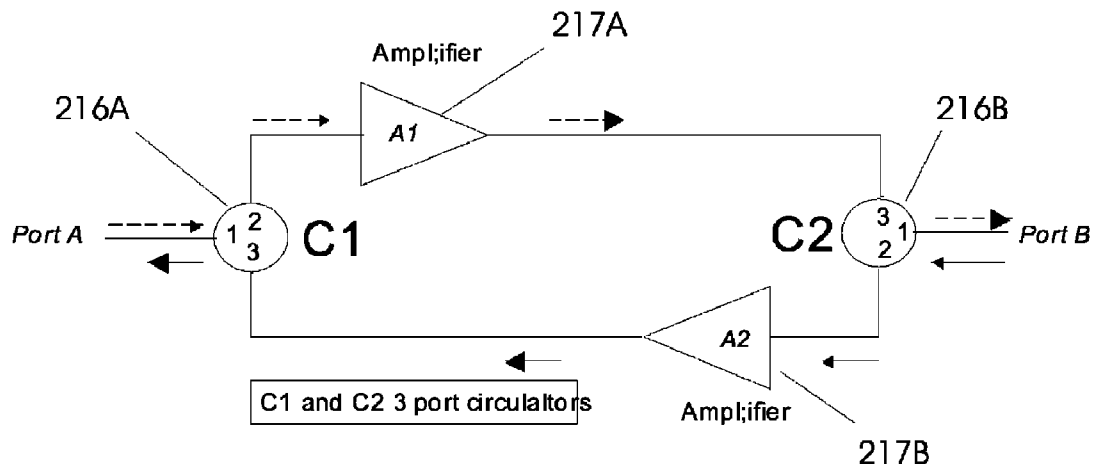 217A
Ampl;ifier
216A
216B
A1
Port A
1 2 3
C1
C2
3 1 2
Port B
A2
C1 and C2 3 port circulaltors
Ampl;ifier
217B